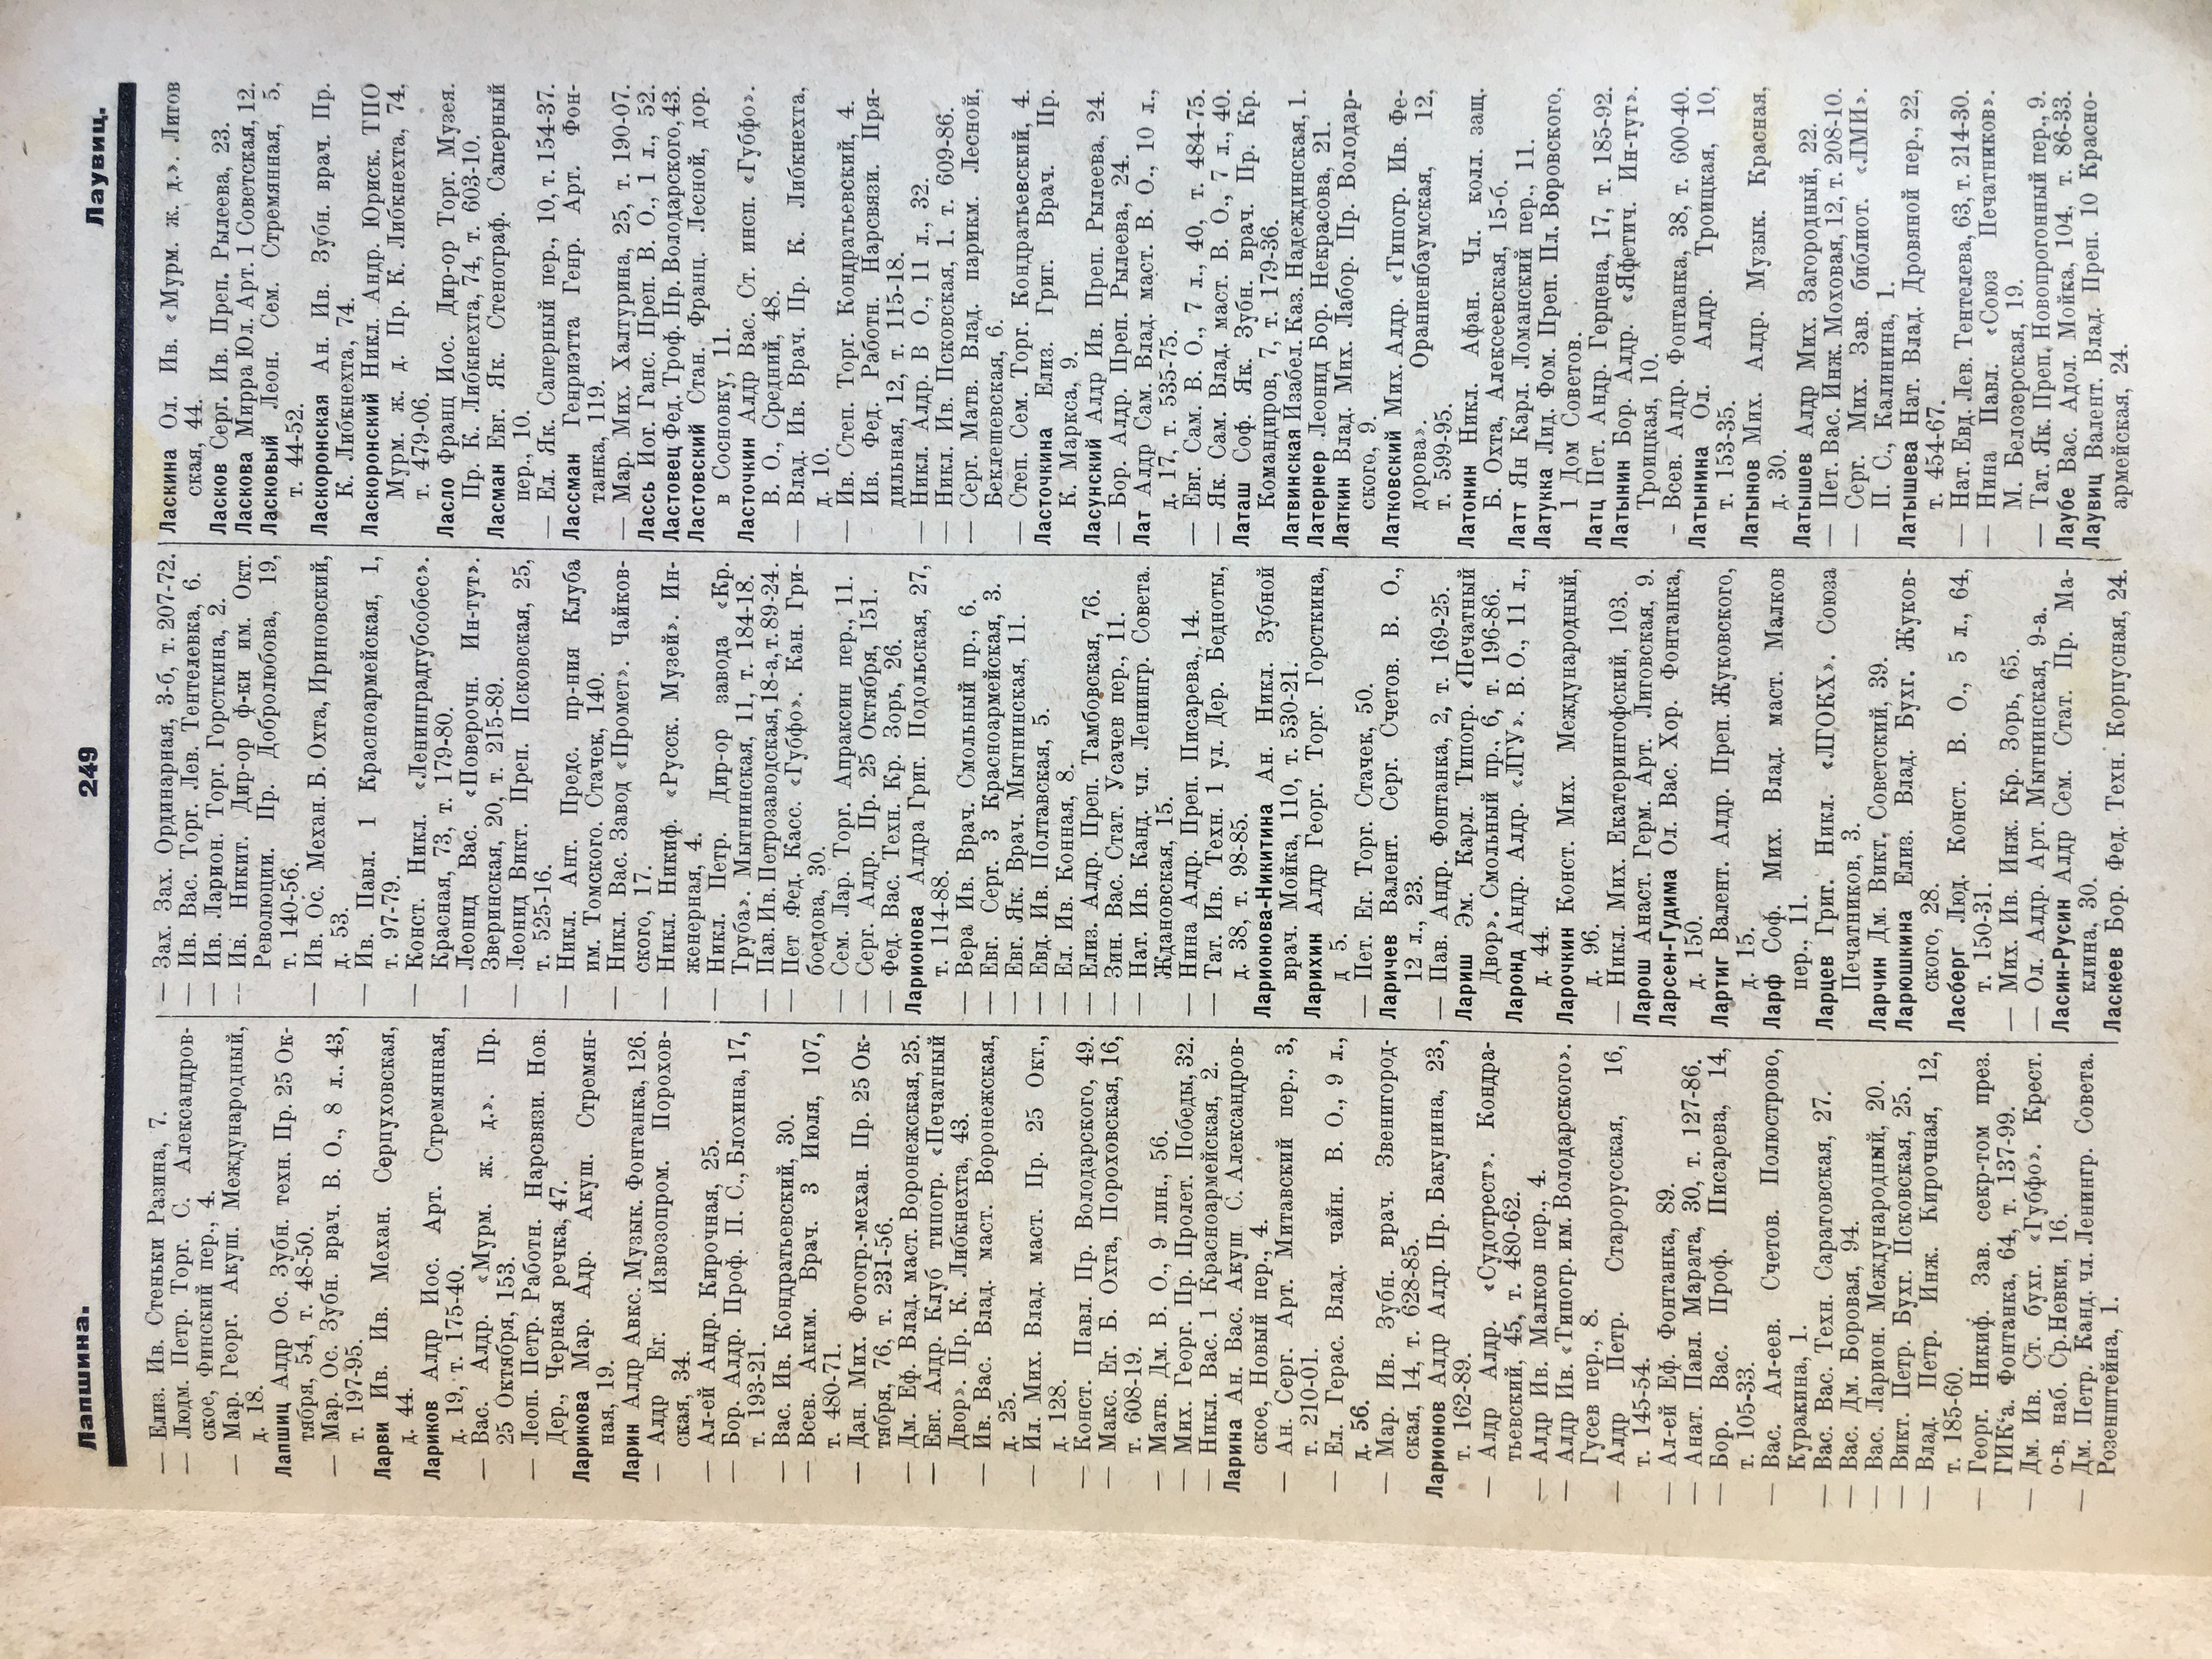 Лапшина.
249
Лаувиц.
— Елиз. Ив. Стеньки Разина, 7.
— Людм. Петр. Торг. С. Александров-
ское, Финский пер., 4.
— Мар. Георг. Акуш. Международный,
д. 18.
Лапшиц Алдр Ос. Зубн. техн. Пр. 25 Ок-
тября, 54, т. 48-50.
— Мар. Ос. Зубн. врач. В. О., 8 л., 43,
т. 197-95.
Ларви Ив. Ив. Механ. Серпуховская,
д. 44.
Лариков Алдр Иос. Арт. Стремянная,
д. 19, т. 175-40.
— Вас. Алдр. «Мурм. ж. д.». Пр.
25 Октября, 153.
— Леон. Петр. Работн. Нарсвязи. Нов.
Дер., Черная речка, 47.
Ларикова Мар. Адр. Акуш. Стремян-
ная, 19.
Ларин Алдр Авкс. Музык. Фонтанка, 126.
— Алдр Ег. Извозопром. Порохов-
ская, 34.
— Ал-ей Андр. Кирочная, 25.
— Бор. Алдр. Проф. П. С., Блохина, 17,
т. 193-21.
— Вас. Ив. Кондратьевский, 30.
— Всев. Аким. Врач. 3 Июля, 107,
т. 480-71.
— Дан. Мих. Фотогр.-механ. Пр. 25 Ок-
тября, 76, т. 231-56.
— Дм. Еф. Влад. маст. Воронежская, 25.
— Евг. Алдр. Клуб типогр. «Печатный
Двор». Пр. К. Либкнехта, 43.
— Ив. Вас. Влад. маст. Воронежская,
д. 25.
— Ил. Мих. Влад. маст. Пр. 25 Окт.,
д. 128.
— Конст. Павл. Пр. Володарского, 49.
— Макс. Ег. Б. Охта, Пороховская, 16,
т. 608-19.
— Матв. Дм. В. О., 9 лин., 56.
— Мих. Георг. Пр. Пролет. Победы, 32.
— Никл. Вас. 1 Красноармейская, 2.
Ларина Ан. Вас. Акуш. С. Александров-
ское, Новый пер., 4.
— Ан. Серг. Арт. Митавский пер., 3,
т. 210-01.
— Ел. Герас. Влад. чайн. В. О., 9 л.,
д. 56.
— Мар. Ив. Зубн. врач. Звенигород-
ская, 14, т. 628-85.
Ларионов Алдр Алдр. Пр. Бакунина, 23,
т. 162-89.
— Алдр Алдр. «Судотрест». Кондра-
тьевский, 45, т. 480-62.
— Алдр Ив. Малков пер., 4.
— Алдр Ив. «Типогр. им. Володарского».
Гусев пер., 8.
— Алдр Петр. Старорусская, 16,
т. 145-54.
— Ал-ей Еф. Фонтанка, 89.
— Анат. Павл. Марата, 30, т. 127-86.
— Бор. Вас. Проф. Писарева, 14,
т. 105-33.
— Вас. Ал-еев. Счетов. Полюстрово,
Куракина, 1.
— Вас. Вас. Техн. Саратовская, 27.
— Вас. Дм. Боровая, 94.
— Вас. Ларион. Международный, 20.
— Викт. Петр. Бухг. Псковская, 25.
— Влад. Петр. Инж. Кирочная, 12,
т. 185-60.
— Георг. Никиф. Зав. секр-том през.
ГИК'а. Фонтанка, 64, т. 137-99.
— Дм. Ив. Ст. бухг. «Губфо». Крест.
о-в, наб. Ср.Невки, 16.
— Дм. Петр. Канд. чл. Ленингр. Совета.
Розенштейна, 1.
— Зах. Зах. Ординарная, 3-б, т. 207-72.
— Ив. Вас. Торг. Лев. Тентелевка, 6.
— Ив. Ларион. Торг. Горсткина, 2.
— Ив. Никит. Дир-ор ф-ки им. Окт.
Революции. Пр. Добролюбова, 19,
т. 140-56.
— Ив. Ос. Механ. Б. Охта, Ириновский,
д. 53.
— Ив. Павл. 1 Красноармейская, 1,
т. 97-79.
— Конст. Никл. «Ленинградгубсобес».
Красная, 73, т. 179-80.
— Леонид Вас. «Поверочн. Ин-тут».
Зверинская, 20, т. 215-89.
— Леонид Викт. Преп. Псковская, 25,
т. 525-16.
— Никл. Ант. Предс. пр-ния Клуба
им. Томского. Стачек, 140.
— Никл. Вас. Завод «Промет». Чайков-
ского, 17.
— Никл. Никиф. «Русск. Музей». Ин-
женерная, 4.
— Никл. Петр. Дир-ор завода «Кр.
Труба». Мытнинская, 11, т. 184-18.
— Пав. Ив. Петрозаводская, 18-а, т. 89-24.
— Пет Фед. Касс. «Губфо». Кан. Гри-
боедова, 30.
— Сем. Лар. Торг. Апраксин пер., 11.
— Серг. Алдр. Пр. 25 Октября, 151.
— Фед. Вас. Техн. Кр. Зорь, 26.
Ларионова Алдра Григ. Подольская, 27,
т. 114-88.
— Вера Ив. Врач. Смольный пр., 6.
— Евг. Серг. 3 Красноармейская, 3.
— Евг. Як. Врач. Мытнинская, 11.
— Евд. Ив. Полтавская, 5.
— Ел. Ив. Конная, 8.
— Елиз. Алдр. Преп. Тамбовская, 76.
— Зин. Вас. Стат. Усачев пер., 11.
— Нат. Ив. Канд. чл. Ленингр. Совета.
Ждановская, 15.
— Нина Алдр. Преп. Писарева, 14.
— Тат. Ив. Техн. 1 ул. Дер. Бедноты,
д. 38, т. 98-85.
Ларионова-Никитина Ан. Никл. Зубной
врач. Мойка, 110, т. 530-21.
Ларихин Алдр Георг. Торг. Горсткина,
д 5.
— Пет. Ег. Торг. Стачек, 50.
Ларичев Валент. Серг. Счетов. В. О.,
12 л., 23.
— Пав. Андр. Фонтанка, 2, т. 169-25.
Лариш Эм. Карл. Типогр. «Печатный
Двор». Смольный пр., 6, т. 196-86.
Ларонд Андр. Алдр. «ЛГУ». В. О., 11 л.,
д. 44.
Ларочкин Конст. Мих. Международный,
д. 96.
— Никл. Мих. Екатерингофский, 103.
Ларош Анаст. Герм. Арт. Лиговская, 9.
Ларсен-Гудима Ол. Вас. Хор. Фонтанка,
д. 150.
Лартиг Валент. Алдр. Преп. Жуковского,
д. 15.
Ларф Соф. Мих. Влад. маст. Малков
пер., 11.
Ларцев Григ. Никл. «ЛГОКХ». Союза
Печатников, 3.
Ларчин Дм. Викт. Советский, 39.
Ларюшкина Елиз. Влад. Бухг. Жуков-
ского, 28.
Ласберг Люд. Конст. В. О., 5 л., 64,
т. 150-31.
— Мих. Ив. Инж. Кр. Зорь, 65.
— Ол. Алдр. Арт. Мытнинская, 9-а.
Ласин-Русин Алдр Сем. Стат. Пр. Ма-
клина, 30.
Ласкеев Бор. Фед. Техн. Корпусная, 24.
Ласкина Ол. Ив. «Мурм. ж. д.». Лигов
ская, 44.
Ласков Серг. Ив. Преп. Рылеева, 23.
Ласкова Мирра Юл. Арт. 1 Советская, 12.
Ласковый Леон. Сем. Стремянная, 5,
т. 44-52.
Ласкоронская Ан. Ив. Зубн. врач. Пр.
К. Либкнехта, 74.
Ласкоронский Никл. Андр. Юриск. ТПО
Мурм. ж. д. Пр. К. Либкнехта, 74,
т. 479-06.
Ласло Франц Иос. Дир-ор Торг. Музея.
Пр. К. Либкнехта, 74, т. 603-10.
Ласман Евг. Як. Стенограф. Саперный
пер., 10.
— Ел. Як. Саперный пер., 10, т. 154-37.
Лассман Генриэтта Генр. Арт. Фон-
танка, 119.
— Мар. Мих. Халтурина, 25, т. 190-07.
Лассь Иог. Ганс. Преп. В. О., 1 л., 52.
Ластовец Фед. Троф. Пр. Володарского, 43.
Ластовский Стан. Франц. Лесной, дор.
в Сосновку, 11.
Ласточкин Алдр Вас. Ст. инсп. «Губфо».
В. О., Средний, 48.
— Влад. Ив. Врач. Пр. К. Либкнехта,
д. 10.
— Ив. Степ. Торг. Кондратьевский, 4.
— Ив. Фед. Работн. Нарсвязи. Пря-
дильная, 12, т. 115-18.
— Никл. Алдр. В О., 11 л., 32.
— Никл. Ив. Псковская, 1. т. 609-86.
— Серг. Матв. Влад. парикм. Лесной,
Беклешевская, 6.
— Степ. Сем. Торг. Кондратьевский, 4.
Ласточкина Елиз. Григ. Врач. Пр.
К. Маркса, 9.
Ласунский Алдр Ив. Преп. Рылеева, 24.
— Бор. Алдр. Преп. Рылеева, 24.
Лат Алдр Сам. Влад. маст. В. О., 10 л.,
д. 17, т. 535-75.
— Евг. Сам. В. О., 7 л., 40, т. 484-75.
— Як. Сам. Влад. маст. В. О., 7 л., 40.
Латаш Соф. Як. Зубн. врач. Пр. Кр.
Командиров, 7, т. 179-36.
Латвинская Изабел. Каз. Надеждинская, 1.
Латернер Леонид Бор. Некрасова, 21.
Латкин Влад. Мих. Лабор. Пр. Володар-
ского, 9.
Латковский Мих. Алдр. «Типогр. Ив. Фе-
дорова». Ораниенбаумская, 12,
т. 599-95.
Латонин Никл. Афан. Чл. колл. защ.
Б. Охта, Алексеевская, 15-б.
Латт Ян Карл. Ломанский пер., 11.
Латукка Лид. Фом. Преп. Пл. Воровского,
1 Дом Советов.
Латц Пет. Андр. Герцена, 17, т. 185-92.
Латынин Бор. Алдр. «Яфетич. Ин-тут».
Троицкая, 10.
- Всев. Алдр. Фонтанка, 38, т. 600-40.
Латынина Ол. Алдр. Троицкая, 10,
т. 153-35.
Латынов Мих. Алдр. Музык. Красная,
д. 30.
Латышев Алдр Мих. Загородный, 22.
— Пет. Вас. Инж. Моховая, 12, т. 208-10.
— Серг. Мих. Зав. библиот. «ЛМИ».
П. С., Калинина, 1.
Латышева Нат. Влад. Дровяной пер., 22,
т. 454-67.
— Нат. Евд. Лев. Тентелева, 63, т. 214-30.
— Нина Павл. «Союз Печатников».
М. Белозерская, 19.
— Тат. Як. Преп. Новопрогонный пер., 9.
Лаубе Вас. Адол. Мойка, 104, т. 86-33.
Лаувиц Валент. Влад. Преп. 10 Красно-
армейская, 24.